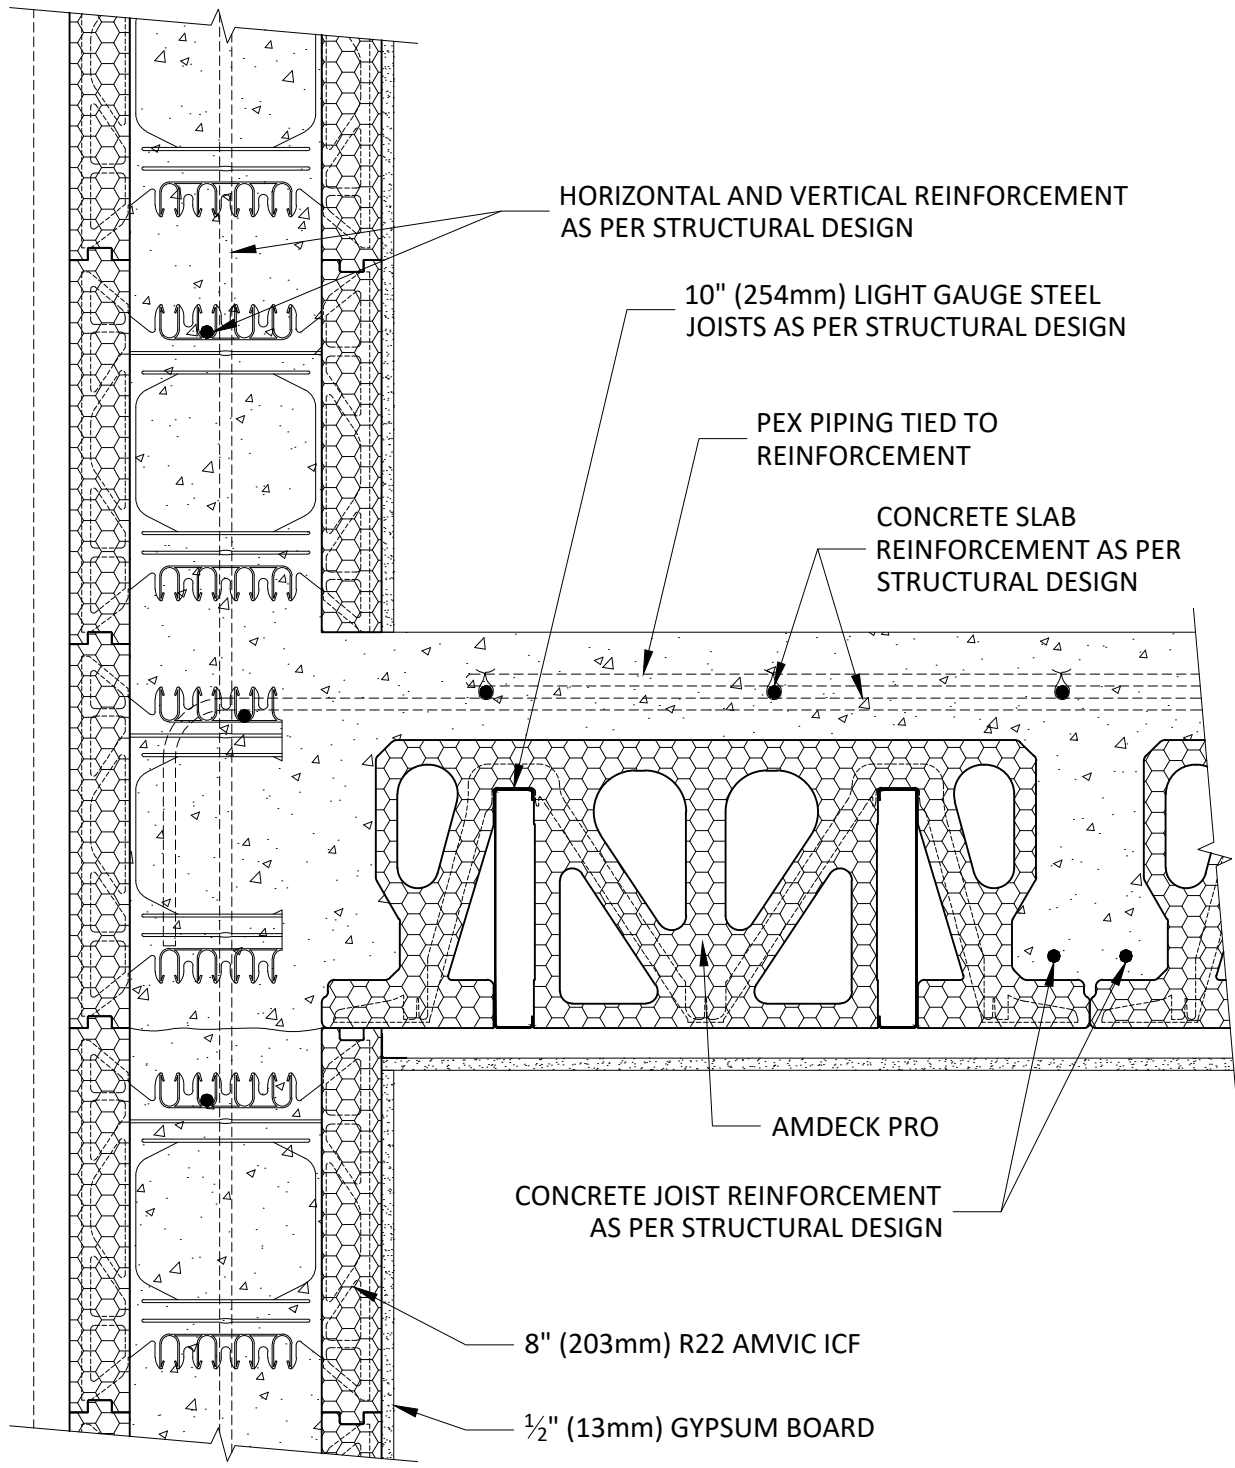 HORIZONTAL AND VERTICAL REINFORCEMENT
AS PER STRUCTURAL DESIGN
10" (254mm) LIGHT GAUGE STEEL
JOISTS AS PER STRUCTURAL DESIGN
PEX PIPING TIED TO
REINFORCEMENT
CONCRETE SLAB
REINFORCEMENT AS PER
STRUCTURAL DESIGN
AMDECK PRO
CONCRETE JOIST REINFORCEMENT
AS PER STRUCTURAL DESIGN
8" (203mm) R22 AMVIC ICF
½" (13mm) GYPSUM BOARD